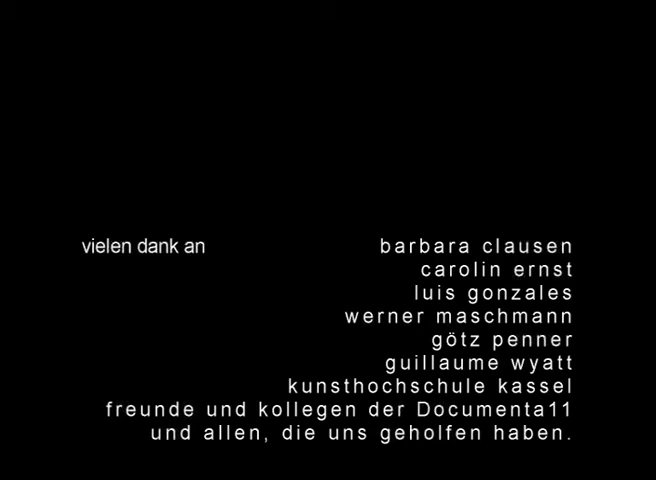 vielen dank an barbara clausen
carolin ernst
luis gonzales
werner maschmann
götz penner
guillaume wyatt
kunsthochschule kassel
freunde und kollegen der Documenta11
und allen, die uns geholfen haben.